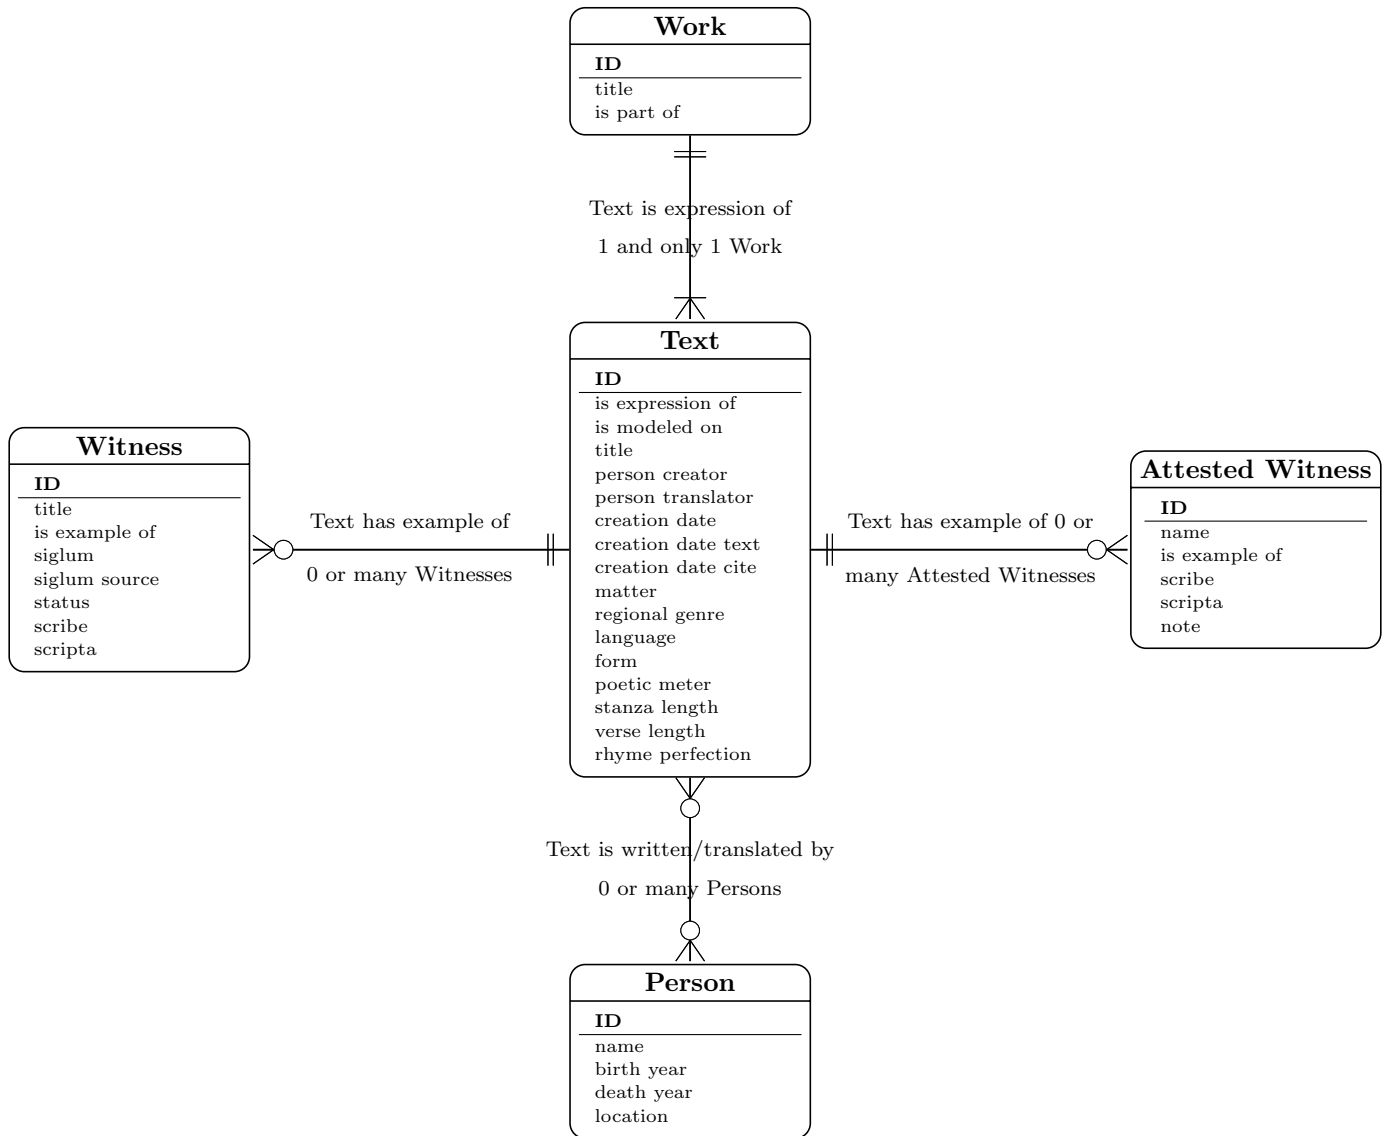 Work
ID
title
is part of
Text is expression of
1 and only 1 Work
Text
ID
is expression of
is modeled on
title
person creator
person translator
creation date
creation date text
creation date cite
matter
regional genre
language
form
poetic meter
stanza length
verse length
rhyme perfection
Witness
ID
title
is example of
siglum
siglum source
status
scribe
scripta
Text has example of
0 or many Witnesses
Text has example of 0 or
many Attested Witnesses
Attested Witness
ID
name
is example of
scribe
scripta
note
Text is written/translated by
0 or many Persons
Person
ID
name
birth year
death year
location